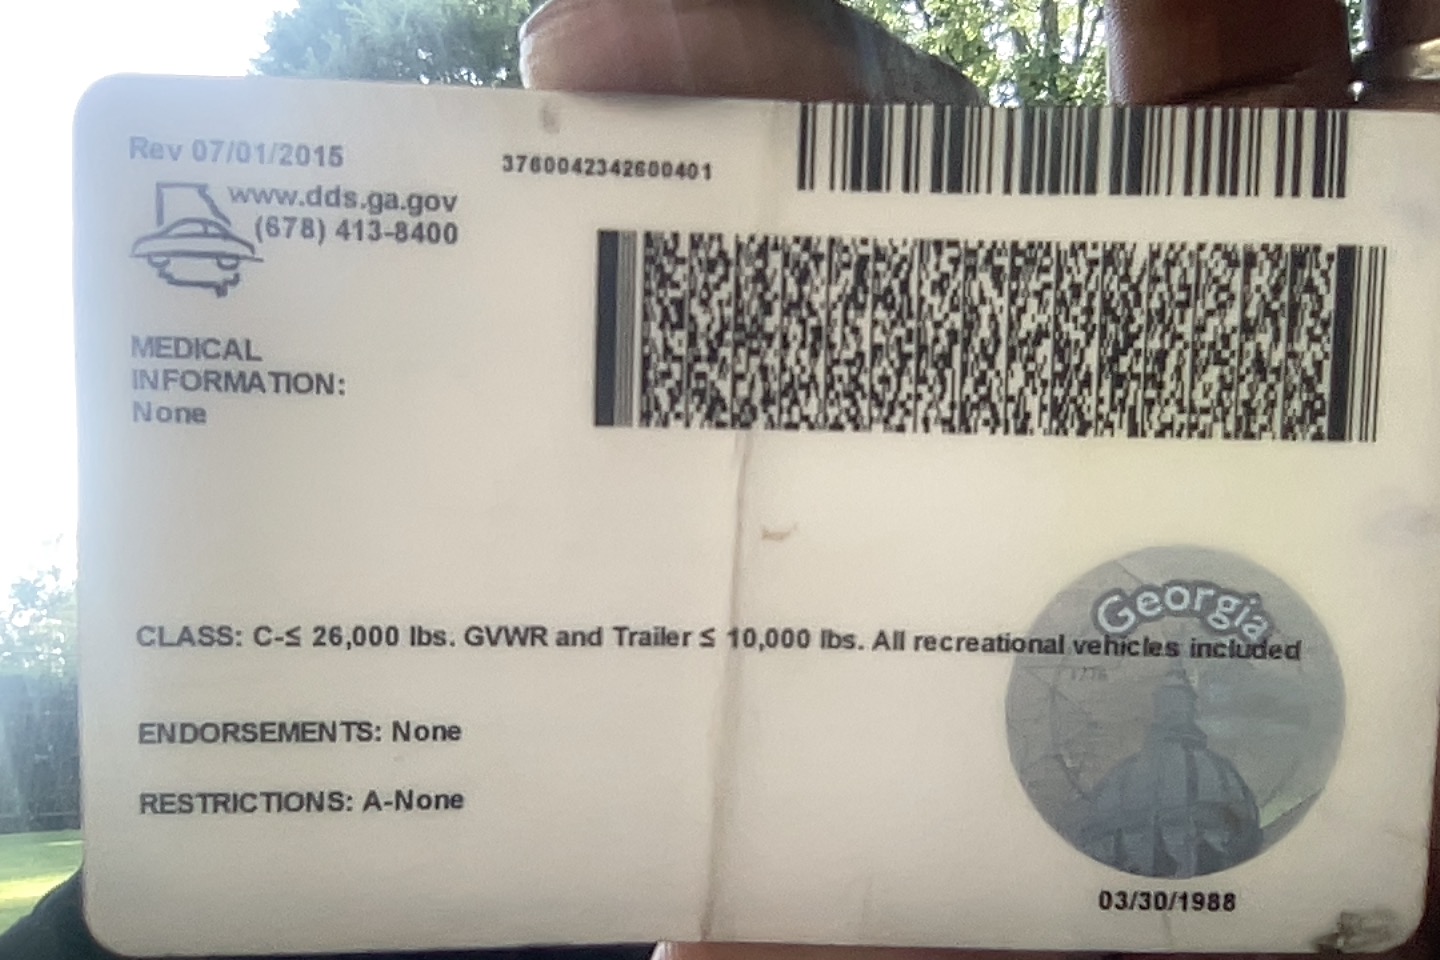 Rev 07/01/2015
3760042342600401
www.dds.ga.gov
(678) 413-8400
MEDICAL
INFORMATION:
None
Georgia
CLASS: C-≤ 26,000 lbs. GVWR and Trailer ≤ 10,000 lbs. All recreational vehicles included
1776
ENDORSEMENTS: None
RESTRICTIONS: A-None
03/30/1988